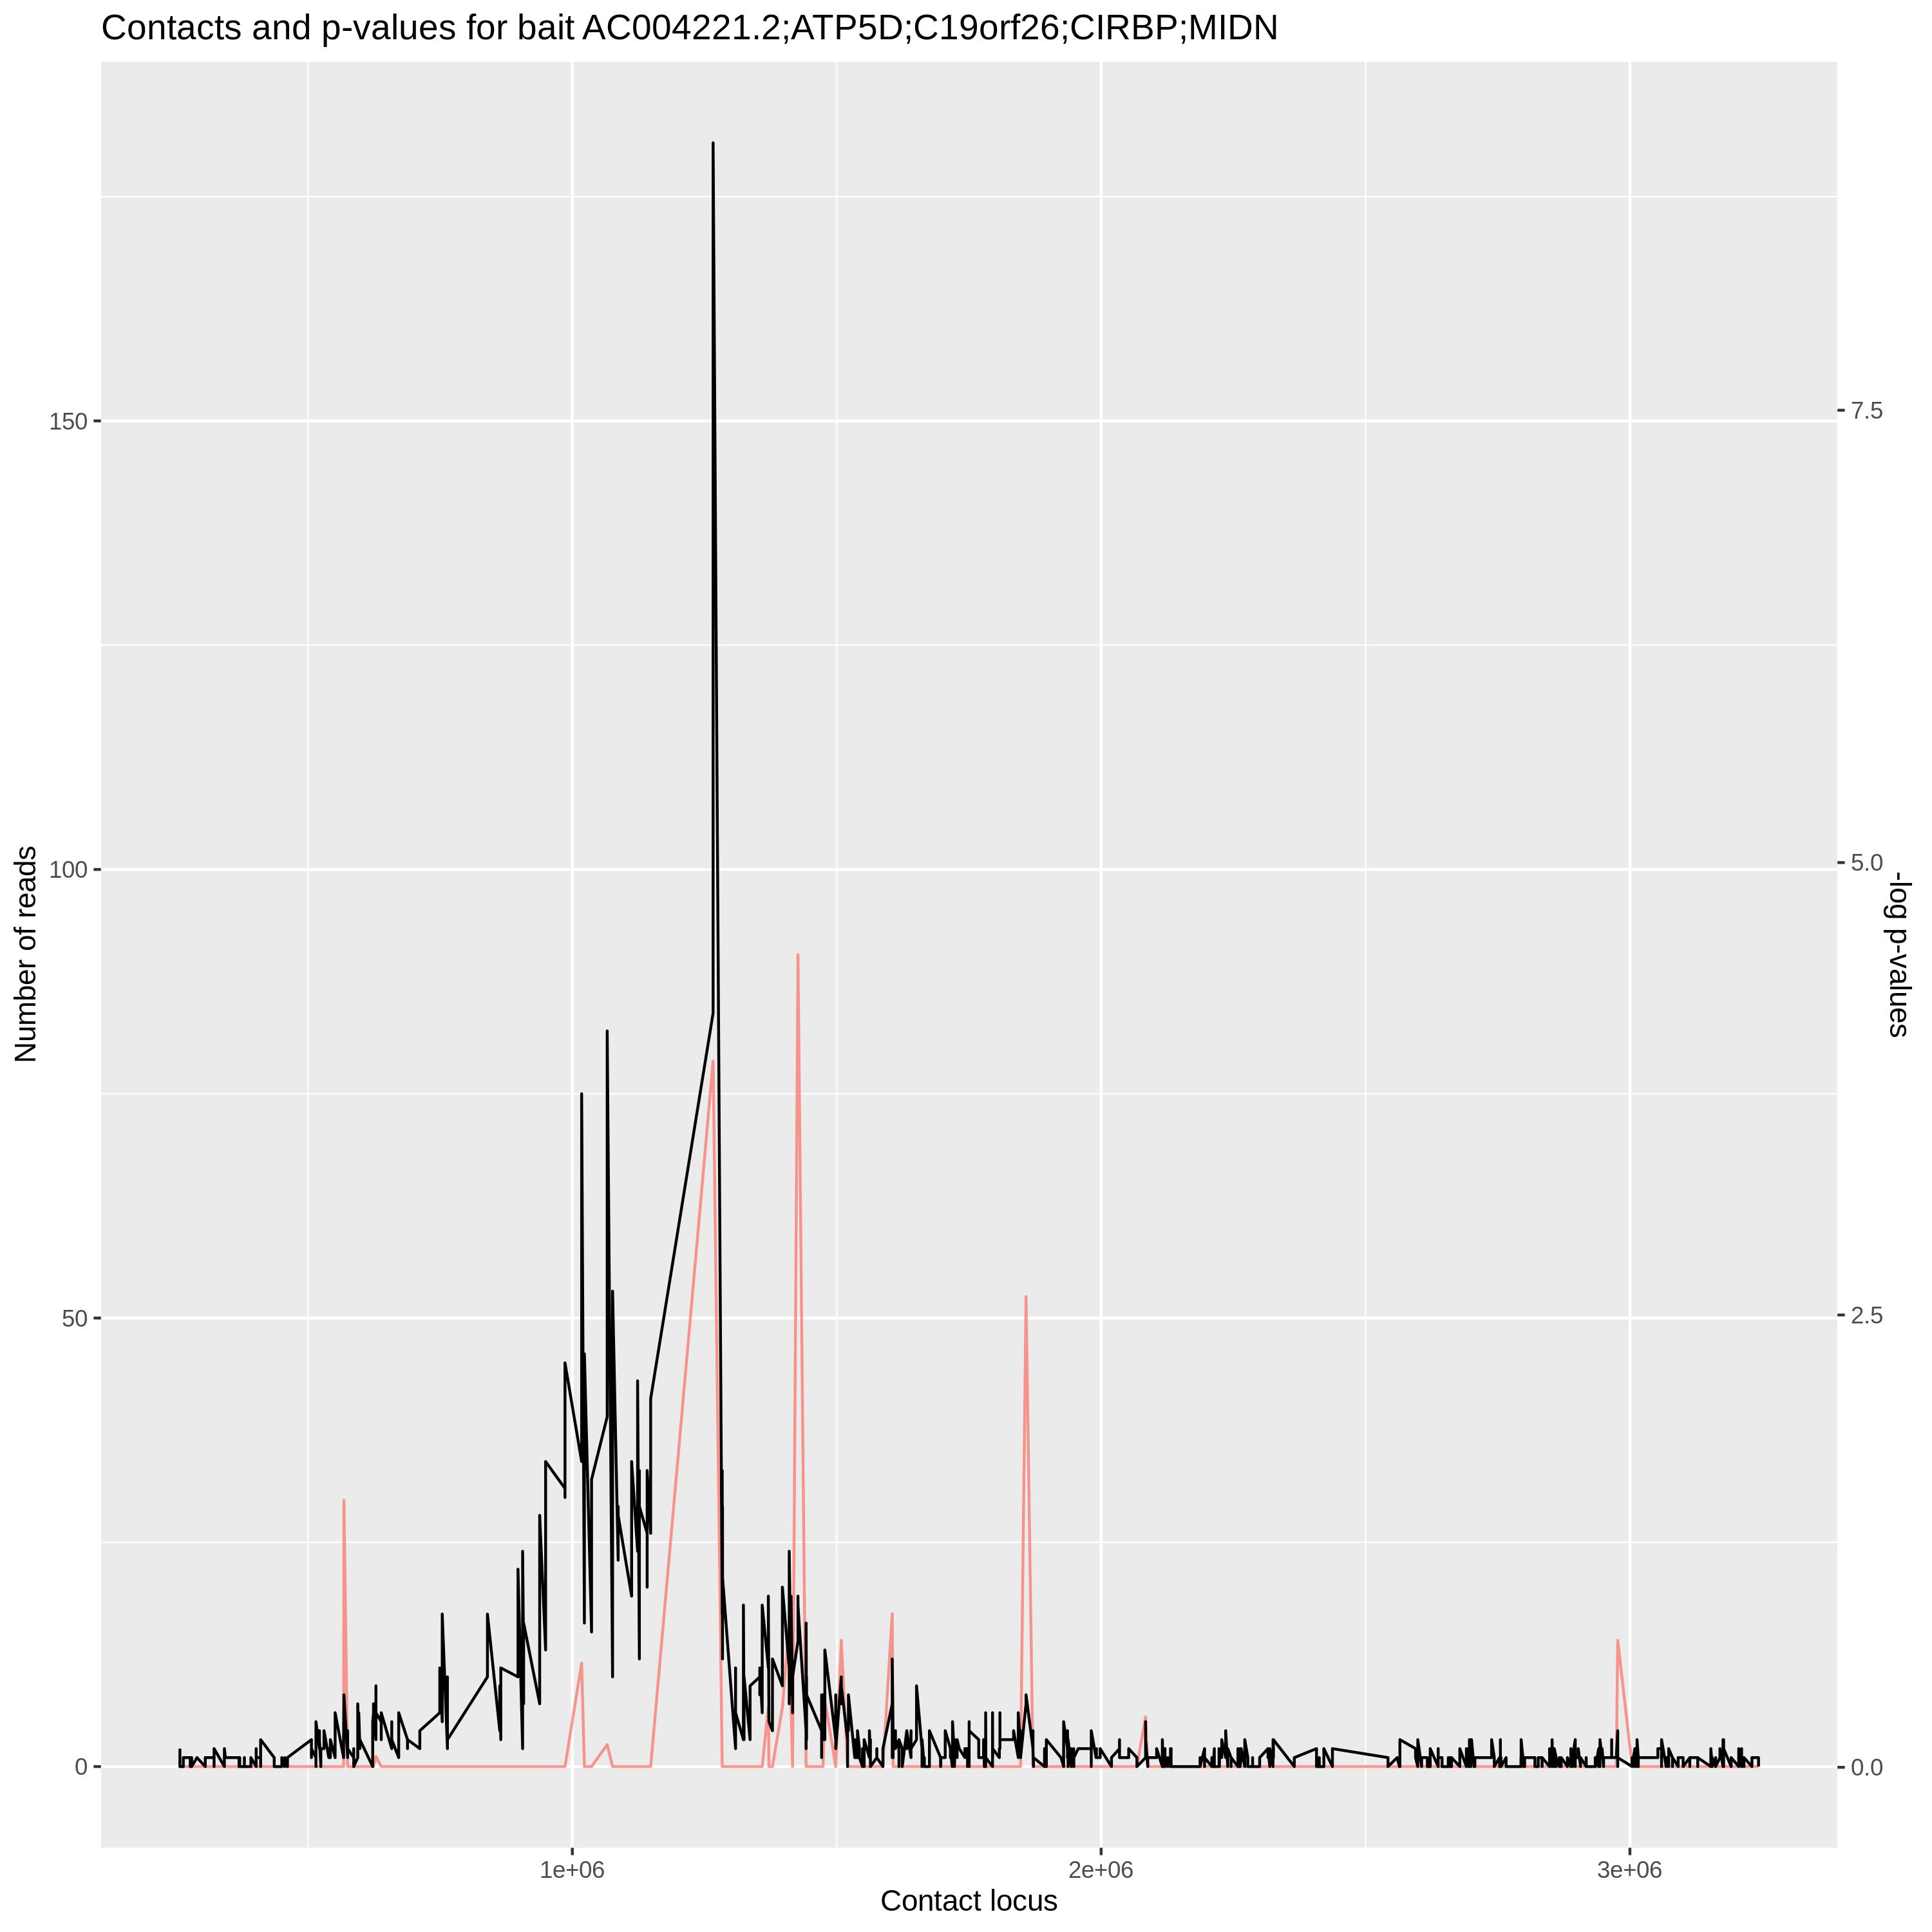 Contacts and p-values for bait AC004221.2;ATP5D;C19orf26;CIRBP;MIDN
Number of reads
150
100
50
0
7.5
5.0
2.5
0.0
-log p-values
1e+06
2e+06
3e+06
Contact locus